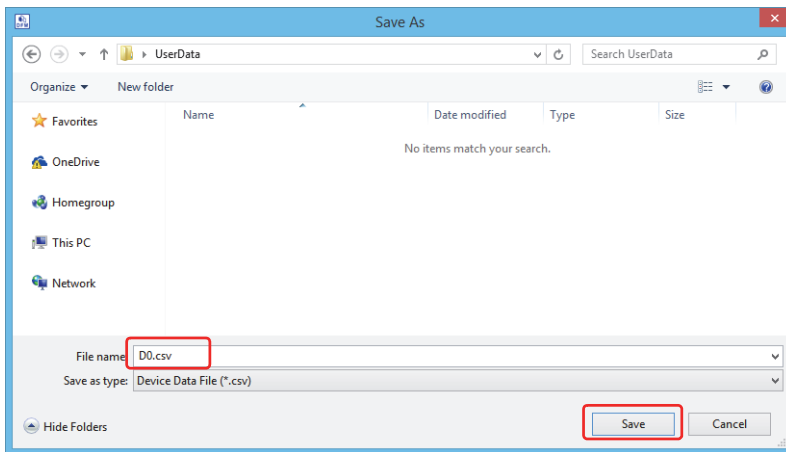 Save As
UserData
Search UserData
Organize
New folder
Name
Date modified
Type
Size
Favorites
OneDrive
Homegroup
This PC
Network
No items match your search.
File name
D0.csv
Save as type:
Device Data File (*.csv)
Hide Folders
Save
Cancel